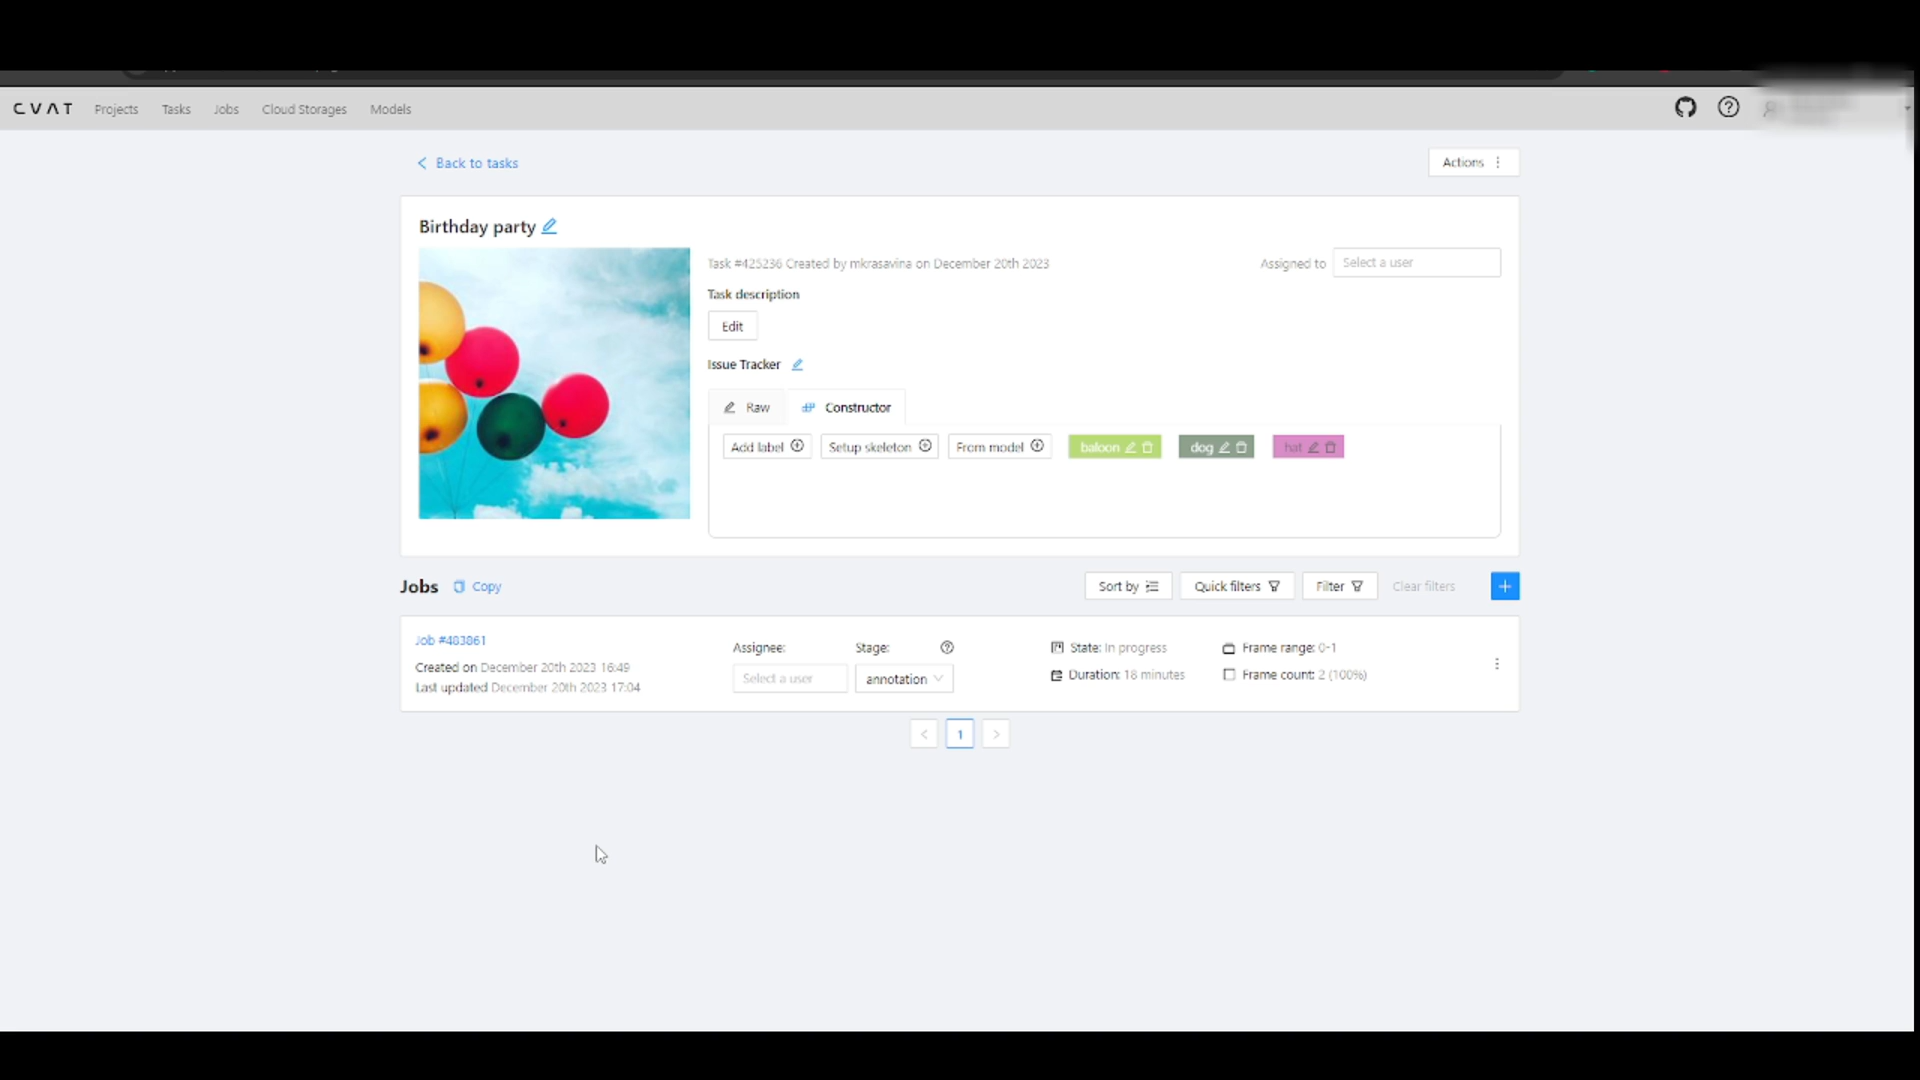 CVAT Projects Tasks Jobs Cloud Storages Models
Back to tasks Actions
Birthday party
Task #425236 Created by mkrasavina on December 20th 2023 Assigned to Select a user
Task description
Edit
Issue Tracker
Raw Constructor
Add label Setup skeleton From model baloon dog hat
Jobs Copy Sort by Quick filters Filter Clear filters
Job #483861
Assignee: Stage: State: In progress Frame range: 0-1
Created on December 20th 2023 16:49
Select a user annotation Duration: 18 minutes Frame count: 2 (100%)
Last updated December 20th 2023 17:04
< 1 >